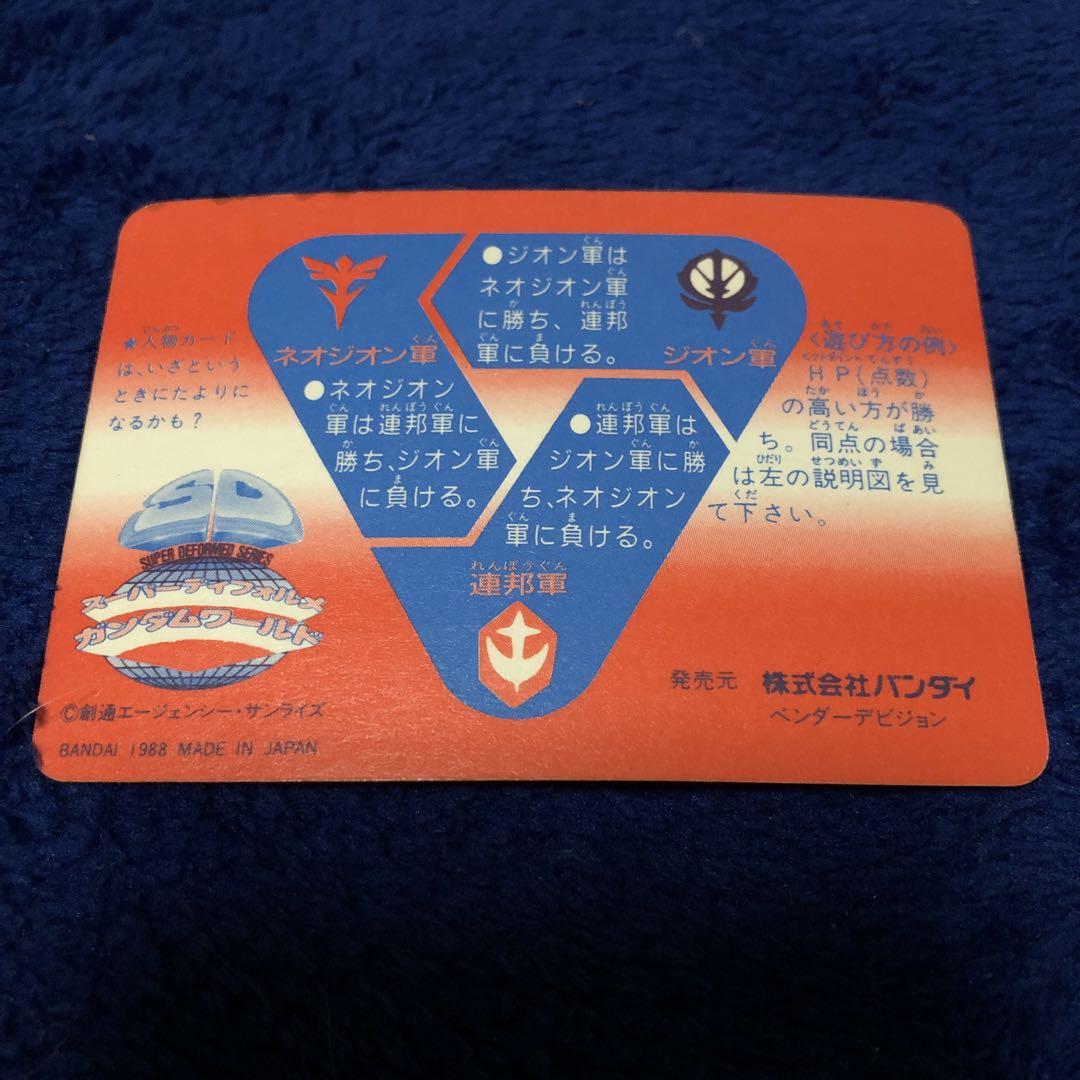 ★人物カード
は、いざという
ときにたよりに
なるかも？
ネオジオン軍
●ネオジオン
軍は連邦軍に
勝ち、ジオン軍
に負ける。
●ジオン軍は
ネオジオン軍
に勝ち、連邦
軍に負ける。
ジオン軍
●連邦軍は
ジオン軍に勝
ち、ネオジオン
軍に負ける。
連邦軍
〈遊び方の例〉
HP(点数)
の高い方が勝
ち。同点の場合
は左の説明図を見
て下さい。
SD
SUPER DEFORMED SERIES
スーパーディフォルメ
ガンダムワールド
©創通エージェンシー・サンライズ
BANDAI 1988 MADE IN JAPAN
発売元 株式会社バンダイ
ベンダーデビジョン